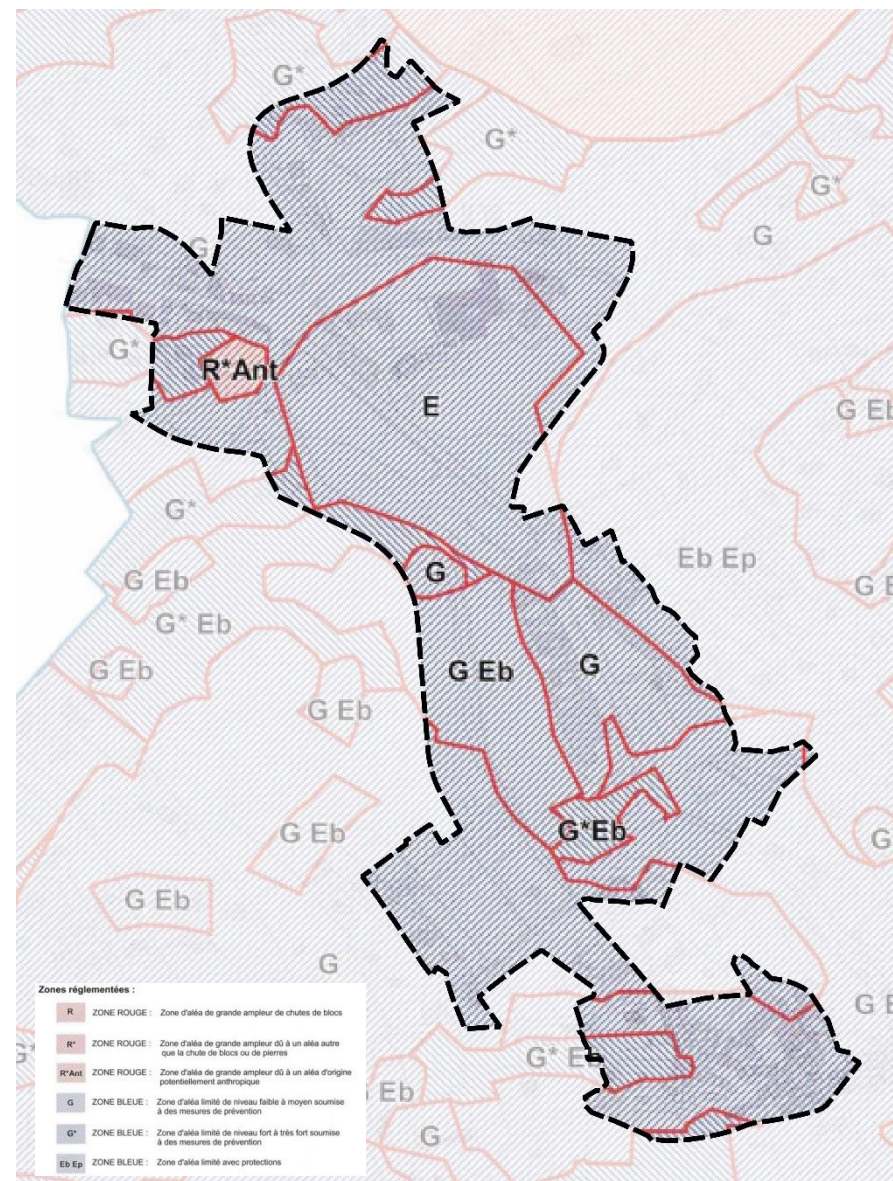 G*
G*
G*
G
G
G*
R*Ant
E
G Eb
G*
Eb Ep
G
G Eb
G E
G* Eb
G Eb
G Eb
G
G Eb
G Eb
G*Eb
G
G Eb
G
G E
G*
G* Eb
Eb
G
Zones réglementées :
R ZONE ROUGE : Zone d'aléa de grande ampleur de chutes de blocs
R* ZONE ROUGE : Zone d'aléa de grande ampleur dû à un aléa autre
que la chute de blocs ou de pierres
R*Ant ZONE ROUGE : Zone d'aléa de grande ampleur dû à un aléa d'origine
potentiellement anthropique
G ZONE BLEUE : Zone d'aléa limité de niveau faible à moyen soumise
à des mesures de prévention
G* ZONE BLEUE : Zone d'aléa limité de niveau fort à très fort soumise
à des mesures de prévention
Eb Ep ZONE BLEUE : Zone d'aléa limité avec protections